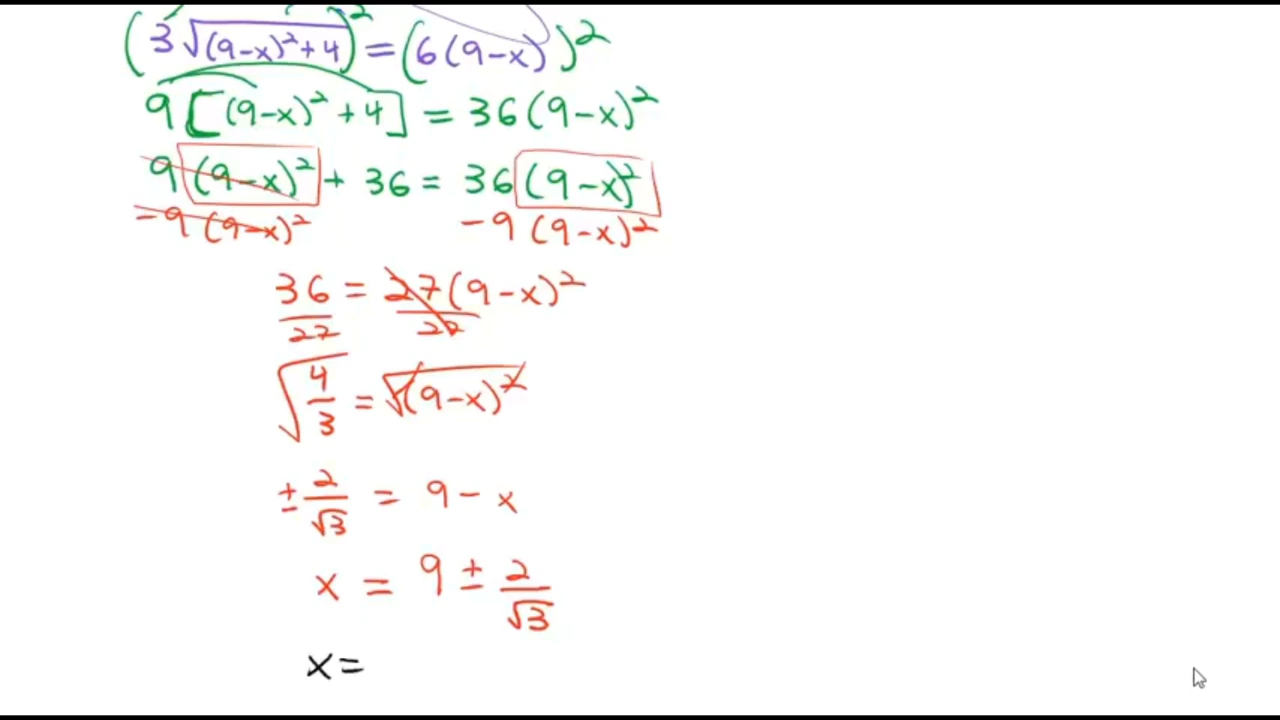 (3√((9-x)²+4))² = (6(9-x))²
9[(9-x)²+4] = 36(9-x)²
9(9-x)² + 36 = 36(9-x)²
-9(9-x)² -9(9-x)²
36/27 = 27(9-x)²/27
√(4/3) = √(9-x)²
± 2/√3 = 9-x
x = 9 ± 2/√3
x=